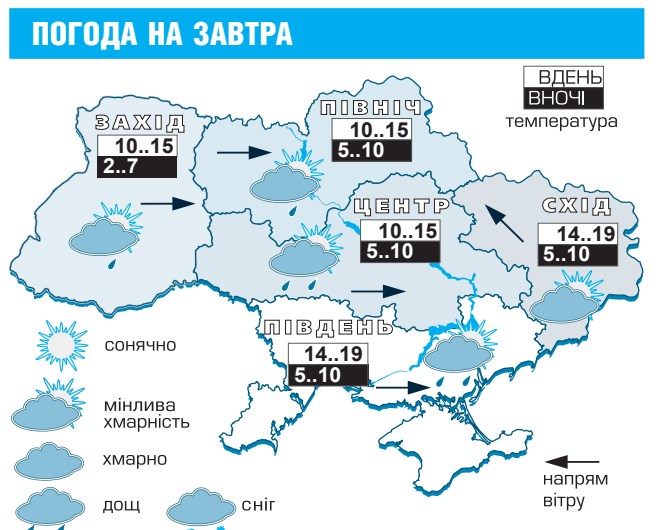 ПОГОДА НА ЗАВТРА
ВДЕНЬ
ВНОЧІ
температура
ПІВНІЧ
10..15
5..10
ЗАХІД
10..15
2..7
ЦЕНТР
10..15
5..10
СХІД
14..19
5..10
ПІВДЕНЬ
14..19
5..10
сонячно
мінлива
хмарність
хмарно
дощ
сніг
напрям
вітру